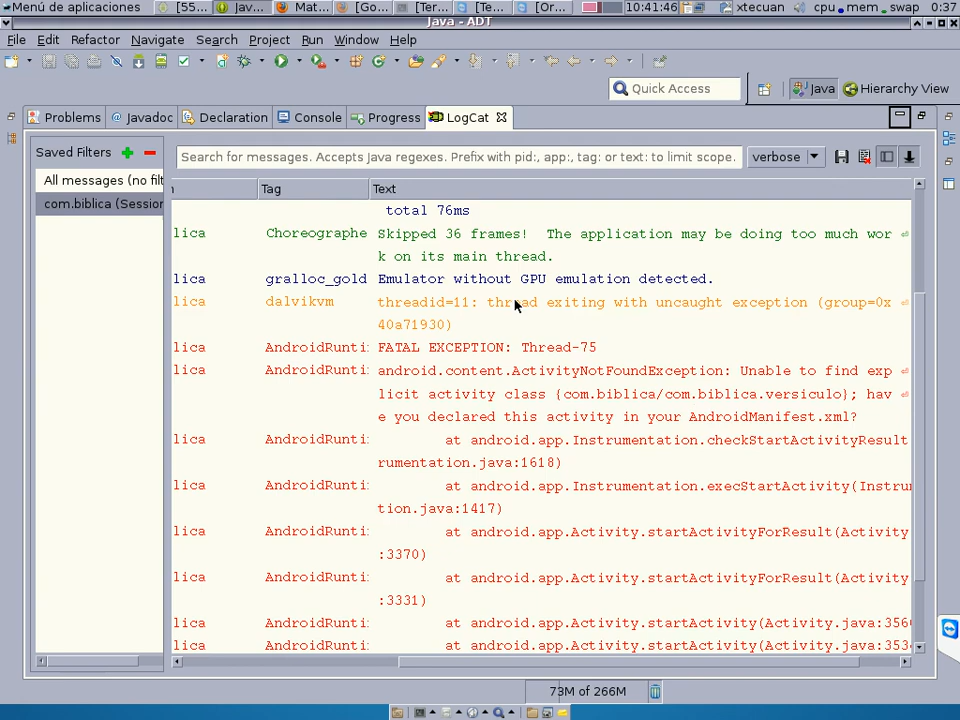 Menú de aplicaciones
[55...
Jav...
Mat...
[Go...
[Ter...
[Te...
[Or...
10:41:46
xtecuan
cpu
mem
swap
0:37
Java - ADT
File Edit Refactor Navigate Search Project Run Window Help
Quick Access
Java
Hierarchy View
Problems
Javadoc
Declaration
Console
Progress
LogCat
Saved Filters
Search for messages. Accepts Java regexes. Prefix with pid:, app:, tag: or text: to limit scope.
verbose
All messages (no filt
com.biblica (Session
Tag
Text
total 76ms
lica Choreographe Skipped 36 frames!  The application may be doing too much wor
k on its main thread.
lica gralloc_gold Emulator without GPU emulation detected.
lica dalvikvm threadid=11: thread exiting with uncaught exception (group=0x
40a71930)
lica AndroidRunti FATAL EXCEPTION: Thread-75
lica AndroidRunti android.content.ActivityNotFoundException: Unable to find exp
licit activity class {com.biblica/com.biblica.versiculo}; hav
e you declared this activity in your AndroidManifest.xml?
lica AndroidRunti at android.app.Instrumentation.checkStartActivityResult
rumentation.java:1618)
lica AndroidRunti at android.app.Instrumentation.execStartActivity(Instru
tion.java:1417)
lica AndroidRunti at android.app.Activity.startActivityForResult(Activity
:3370)
lica AndroidRunti at android.app.Activity.startActivityForResult(Activity
:3331)
lica AndroidRunti at android.app.Activity.startActivity(Activity.java:356
lica AndroidRunti at android.app.Activity.startActivity(Activity.java:353
73M of 266M